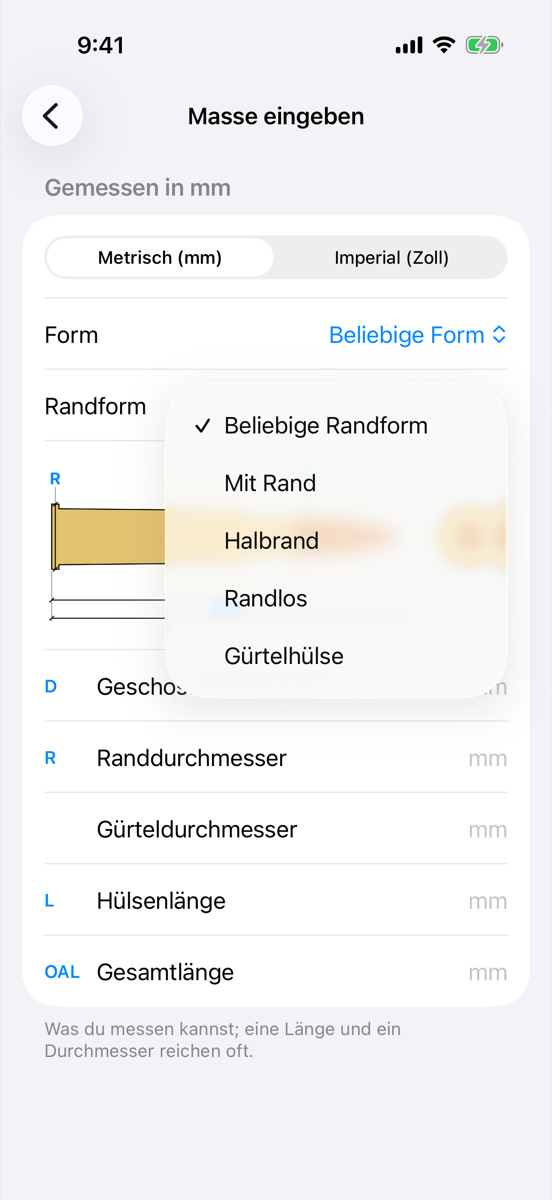 9:41
Masse eingeben
Gemessen in mm
Metrisch (mm) Imperial (Zoll)
Form Beliebige Form
Randform
Beliebige Randform
Mit Rand
Halbrand
Randlos
Gürtelhülse
R
D
R Randdurchmesser mm
Gürteldurchmesser mm
L Hülsenlänge mm
OAL Gesamtlänge mm
Was du messen kannst; eine Länge und ein
Durchmesser reichen oft.